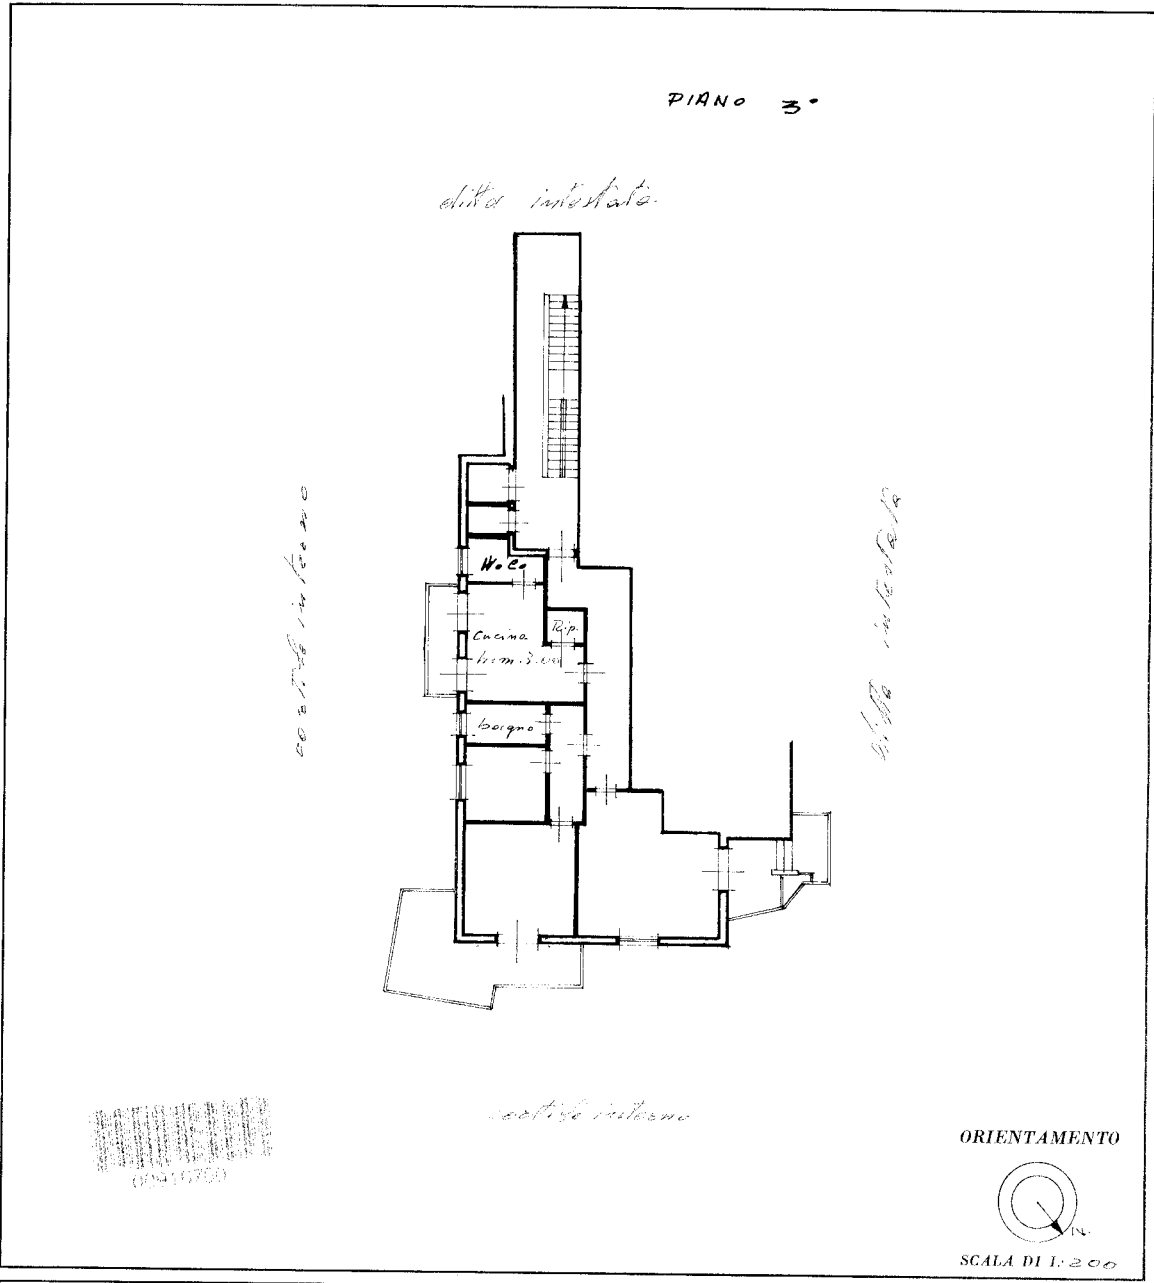 PIANO 3°
ditta intestata
cortile interno
ditta intestata
W.C.
Rip.
Cucina
h.m. 3.00
bagno
cortile interno
00916700
ORIENTAMENTO
N.
SCALA DI 1:200